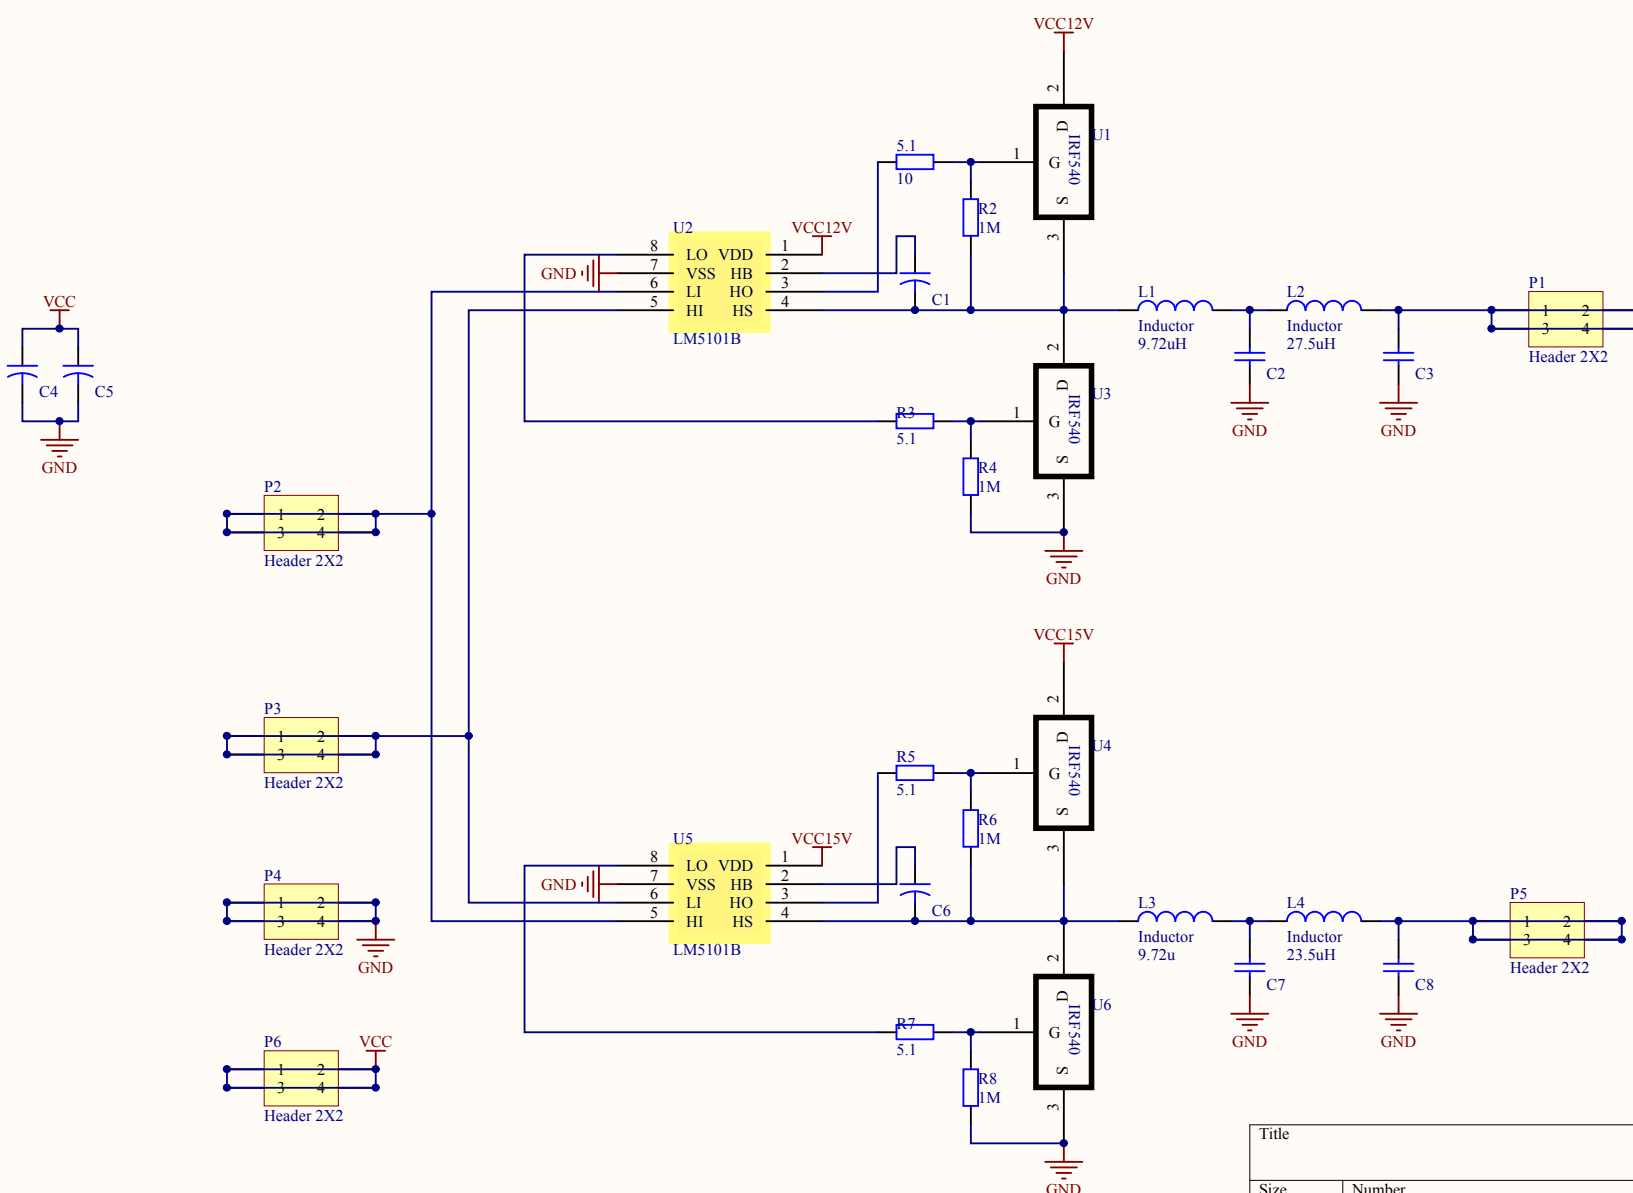 VCC12V
2
D
U1
IRF540
5.1
1
G
10
S
R2
1M
3
U2
VCC12V
8 LO VDD 1
GND 7 VSS HB 2
6 LI HO 3
5 HI HS 4
C1
LM5101B
VCC
C4 C5
GND
L1
Inductor
9.72uH
L2
Inductor
27.5uH
P1
1 2
3 4
Header 2X2
C2
C3
GND
GND
2
D
U3
IRF540
R3
5.1
1
G
S
R4
1M
3
GND
P2
1 2
3 4
Header 2X2
VCC15V
2
D
U4
IRF540
P3
1 2
3 4
Header 2X2
R5
5.1
1
G
S
R6
1M
3
U5
VCC15V
8 LO VDD 1
GND 7 VSS HB 2
6 LI HO 3
5 HI HS 4
C6
LM5101B
P4
1 2
3 4
Header 2X2
GND
L3
Inductor
9.72u
L4
Inductor
23.5uH
P5
1 2
3 4
Header 2X2
C7
C8
GND
GND
2
D
U6
IRF540
R7
5.1
1
G
S
R8
1M
3
GND
P6
VCC
1 2
3 4
Header 2X2
Title
Size Number